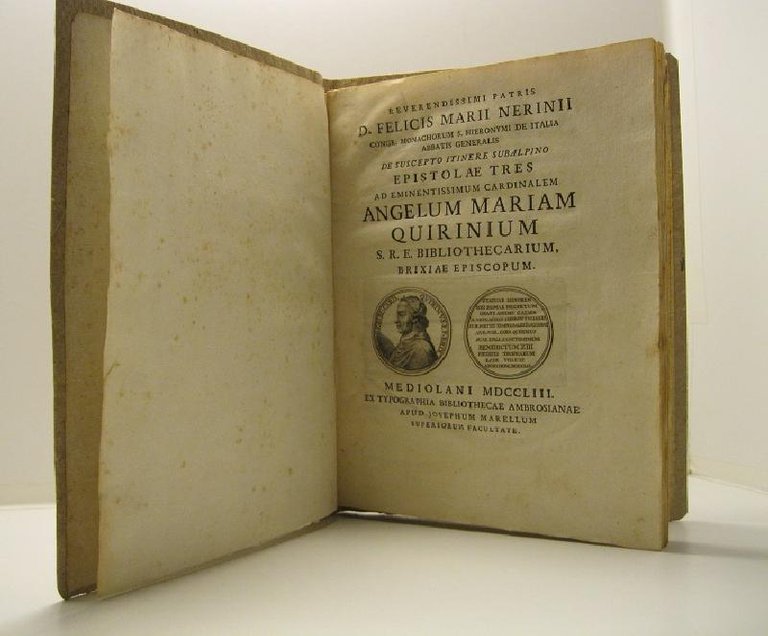 REVERENDISSIMI PATRIS
D. FELICIS MARII NERINII
CONGR. MONACHORUM S. HIERONYMI DE ITALIA
ABBATIS GENERALIS
DE SUSCEPTO ITINERE SUBALPINO
EPISTOLAE TRES
AD EMINENTISSIMUM CARDINALEM
ANGELUM MARIAM
QUIRINIUM
S. R. E. BIBLIOTHECARIUM,
BRIXIAE EPISCOPUM.
BENEDICTUS XIII
MEDIOLANI MDCCLIII.
EX TYPOGRAPHIA BIBLIOTHECAE AMBROSIANAE
APUD JOSEPHUM MARELLUM
SUPERIORUM FACULTATE.